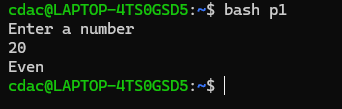 cdac@LAPTOP-4TS0GSD5:~$ bash p1
Enter a number
20
Even
cdac@LAPTOP-4TS0GSD5:~$